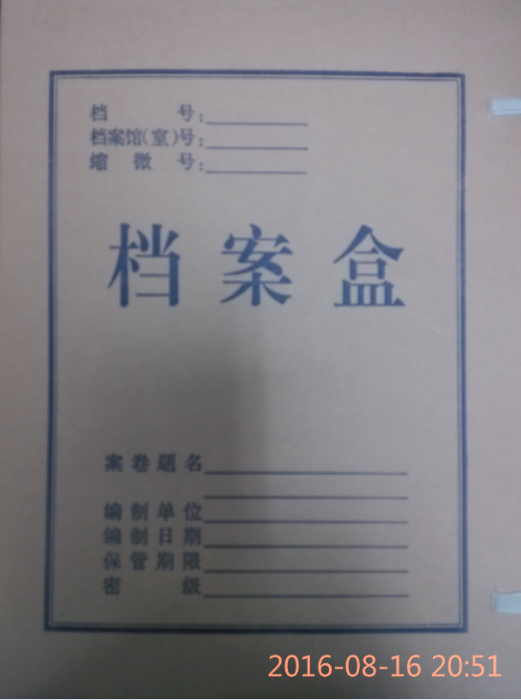 档 号:
档案馆(室)号:
缩 微 号:
档 案 盒
案卷题名
编制单位
编制日期
保管期限
密 级
2016-08-16 20:51